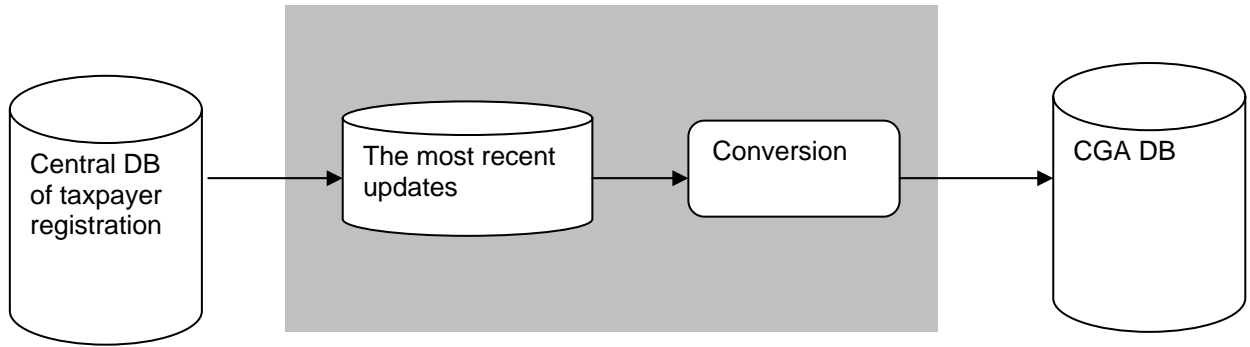 Central DB
of taxpayer
registration
The most recent
updates
Conversion
CGA DB